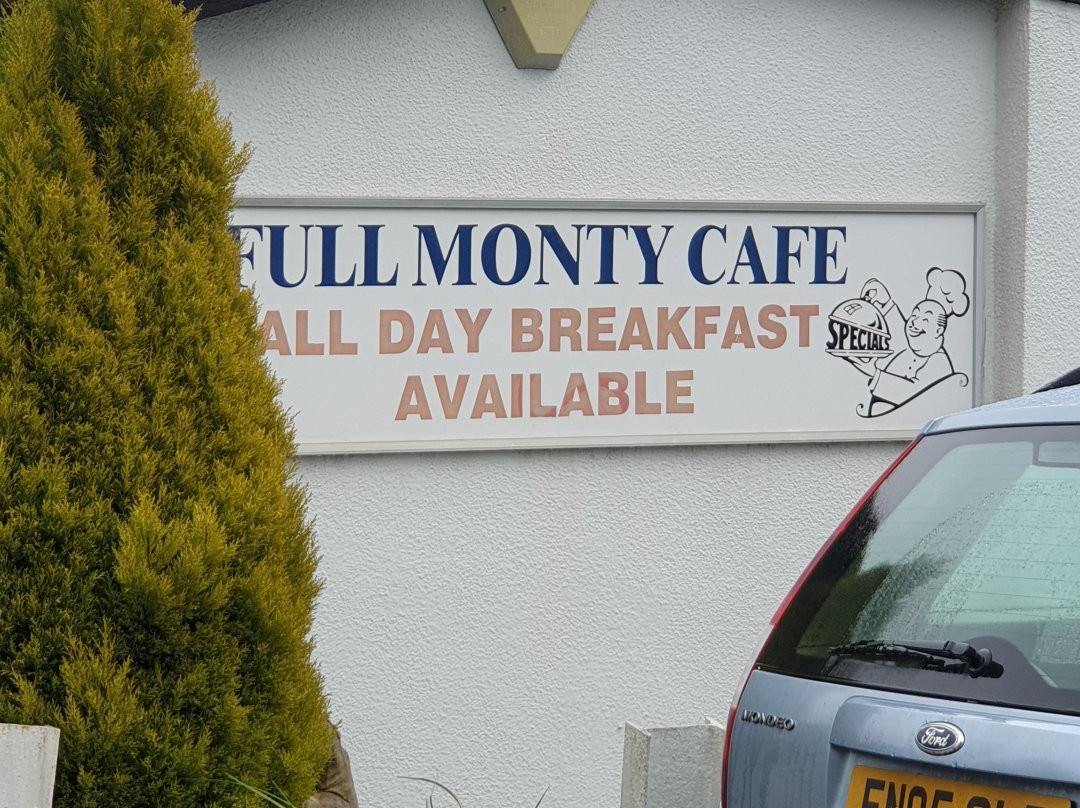 FULL MONTY CAFE
ALL DAY BREAKFAST
AVAILABLE
SPECIALS
MONDEO
Ford